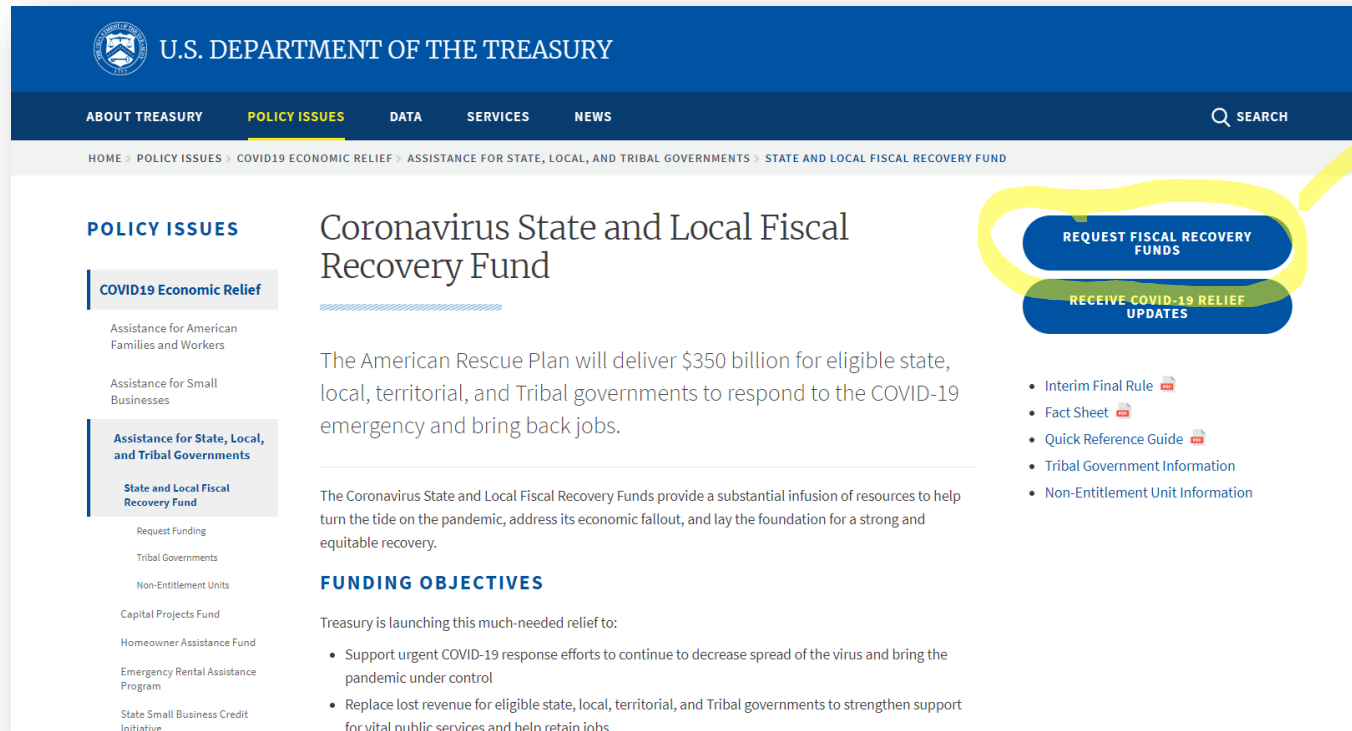 U.S. DEPARTMENT OF THE TREASURY
ABOUT TREASURY POLICY ISSUES DATA SERVICES NEWS SEARCH
HOME > POLICY ISSUES > COVID19 ECONOMIC RELIEF > ASSISTANCE FOR STATE, LOCAL, AND TRIBAL GOVERNMENTS > STATE AND LOCAL FISCAL RECOVERY FUND
POLICY ISSUES
COVID19 Economic Relief
Assistance for American
Families and Workers
Assistance for Small
Businesses
Assistance for State, Local,
and Tribal Governments
State and Local Fiscal
Recovery Fund
Request Funding
Tribal Governments
Non-Entitlement Units
Capital Projects Fund
Homeowner Assistance Fund
Emergency Rental Assistance
Program
State Small Business Credit
Initiative
Coronavirus State and Local Fiscal
Recovery Fund
The American Rescue Plan will deliver $350 billion for eligible state,
local, territorial, and Tribal governments to respond to the COVID-19
emergency and bring back jobs.
The Coronavirus State and Local Fiscal Recovery Funds provide a substantial infusion of resources to help
turn the tide on the pandemic, address its economic fallout, and lay the foundation for a strong and
equitable recovery.
FUNDING OBJECTIVES
Treasury is launching this much-needed relief to:
• Support urgent COVID-19 response efforts to continue to decrease spread of the virus and bring the
pandemic under control
• Replace lost revenue for eligible state, local, territorial, and Tribal governments to strengthen support
for vital public services and help retain jobs
REQUEST FISCAL RECOVERY
FUNDS
RECEIVE COVID-19 RELIEF
UPDATES
• Interim Final Rule
• Fact Sheet
• Quick Reference Guide
• Tribal Government Information
• Non-Entitlement Unit Information